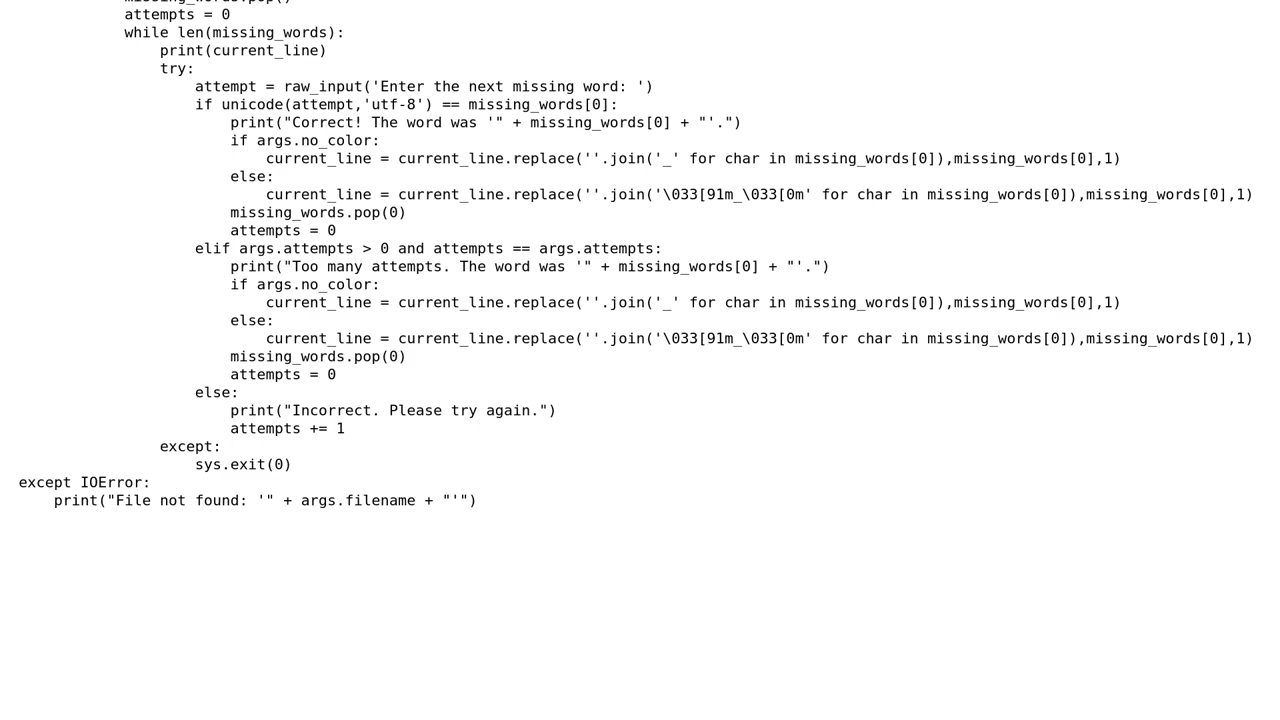 missing_words.pop()
attempts = 0
while len(missing_words):
print(current_line)
try:
attempt = raw_input('Enter the next missing word: ')
if unicode(attempt,'utf-8') == missing_words[0]:
print("Correct! The word was '" + missing_words[0] + "'.")
if args.no_color:
current_line = current_line.replace(''.join('_' for char in missing_words[0]),missing_words[0],1)
else:
current_line = current_line.replace(''.join('\033[91m_\033[0m' for char in missing_words[0]),missing_words[0],1)
missing_words.pop(0)
attempts = 0
elif args.attempts > 0 and attempts == args.attempts:
print("Too many attempts. The word was '" + missing_words[0] + "'.")
if args.no_color:
current_line = current_line.replace(''.join('_' for char in missing_words[0]),missing_words[0],1)
else:
current_line = current_line.replace(''.join('\033[91m_\033[0m' for char in missing_words[0]),missing_words[0],1)
missing_words.pop(0)
attempts = 0
else:
print("Incorrect. Please try again.")
attempts += 1
except:
sys.exit(0)
except IOError:
print("File not found: '" + args.filename + "'")